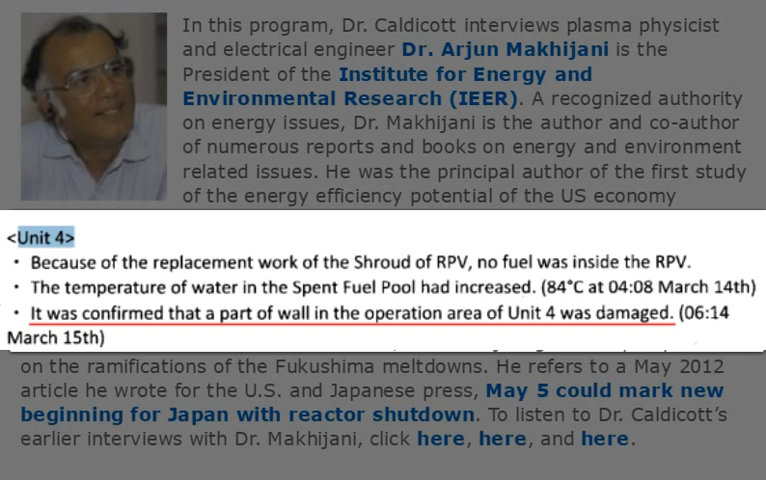 In this program, Dr. Caldicott interviews plasma physicist
and electrical engineer Dr. Arjun Makhijani is the
President of the Institute for Energy and
Environmental Research (IEER). A recognized authority
on energy issues, Dr. Makhijani is the author and co-author
of numerous reports and books on energy and environment
related issues. He was the principal author of the first study
of the energy efficiency potential of the US economy
<Unit 4>
・ Because of the replacement work of the Shroud of RPV, no fuel was inside the RPV.
・ The temperature of water in the Spent Fuel Pool had increased. (84℃ at 04:08 March 14th)
・ It was confirmed that a part of wall in the operation area of Unit 4 was damaged. (06:14
March 15th)
on the ramifications of the Fukushima meltdowns. He refers to a May 2012
article he wrote for the U.S. and Japanese press, May 5 could mark new
beginning for Japan with reactor shutdown. To listen to Dr. Caldicott’s
earlier interviews with Dr. Makhijani, click here, here, and here.